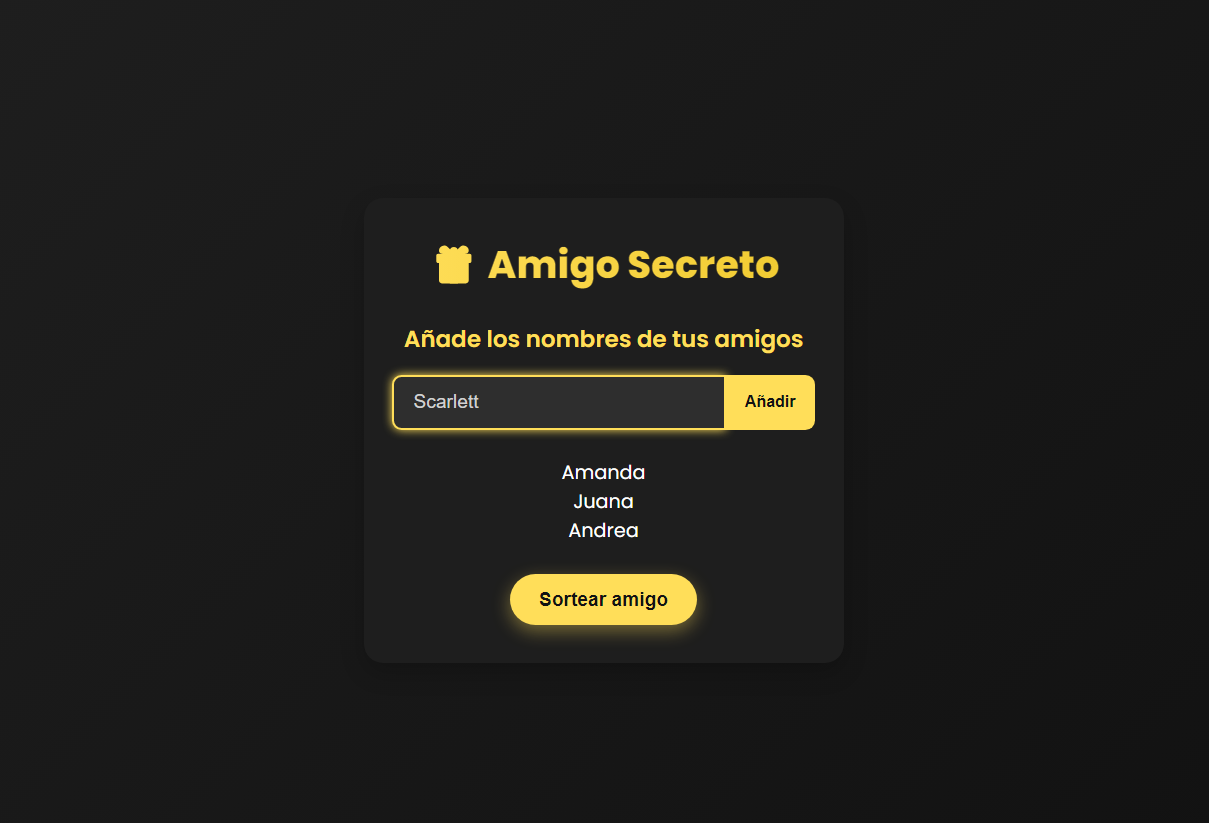 Amigo Secreto
Añade los nombres de tus amigos
Scarlett
Añadir
Amanda
Juana
Andrea
Sortear amigo